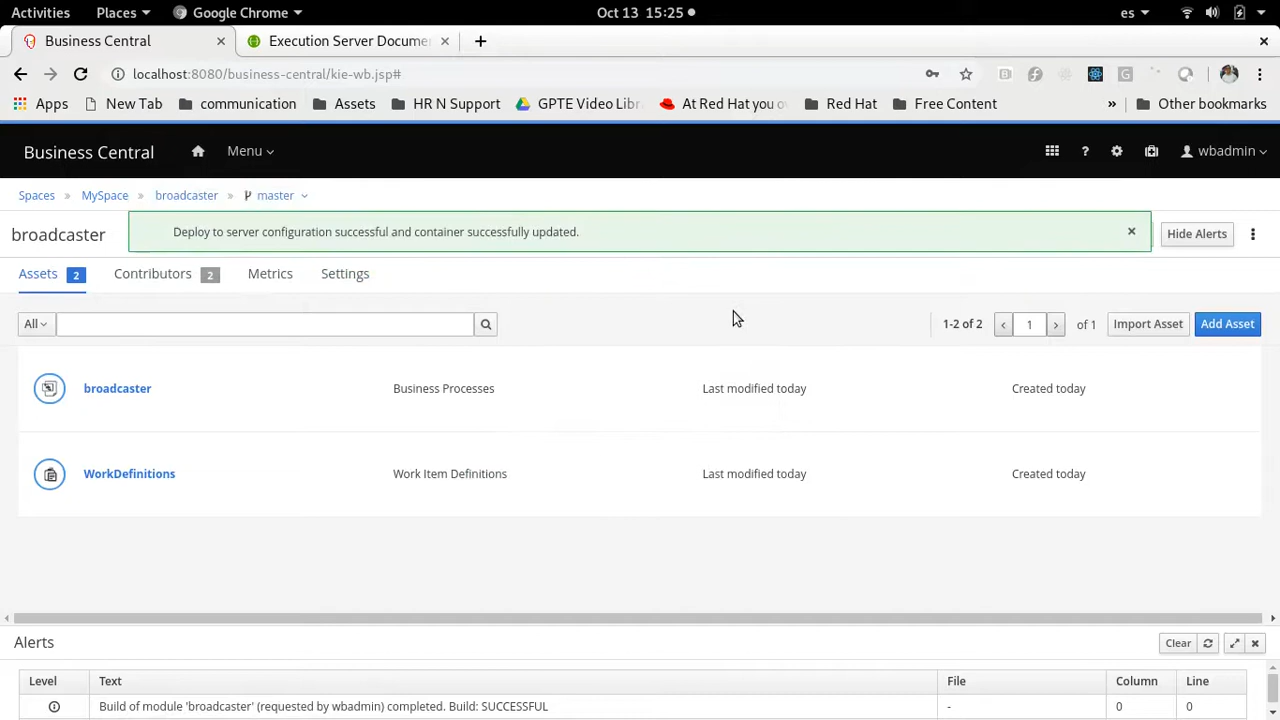 Activities Places Google Chrome Oct 13 15:25 es
Business Central Execution Server Docume
localhost:8080/business-central/kie-wb.jsp#
Apps New Tab communication Assets HR N Support GPTE Video Libr At Red Hat you o Red Hat Free Content » Other bookmarks
Business Central Menu ? wbadmin
Spaces » MySpace » broadcaster » master
broadcaster Deploy to server configuration successful and container successfully updated. × Hide Alerts
Assets 2 Contributors 2 Metrics Settings
All 1-2 of 2 < 1 > of 1 Import Asset Add Asset
broadcaster Business Processes Last modified today Created today
WorkDefinitions Work Item Definitions Last modified today Created today
Alerts Clear
Level Text File Column Line
Build of module 'broadcaster' (requested by wbadmin) completed. Build: SUCCESSFUL - 0 0